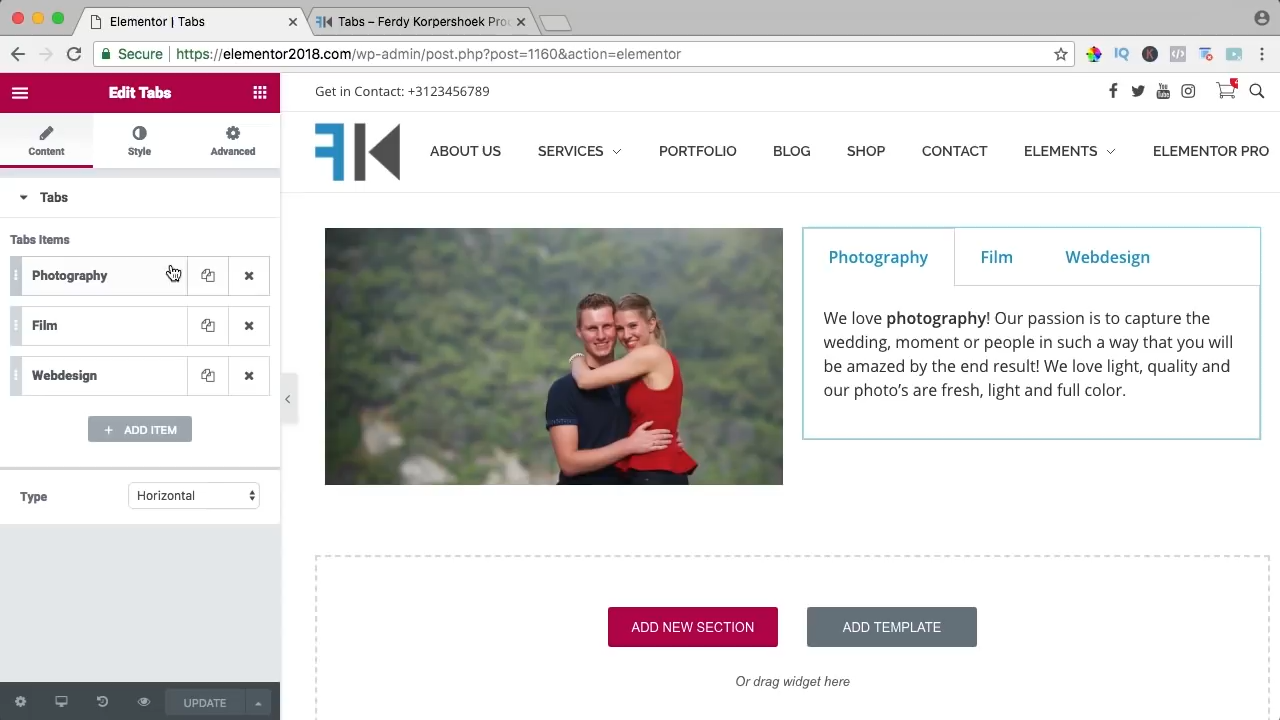 Elementor | Tabs
Tabs – Ferdy Korpershoek Pro
Secure
https://elementor2018.com/wp-admin/post.php?post=1160&action=elementor
Edit Tabs
Content
Style
Advanced
Tabs
Tabs Items
Photography
Film
Webdesign
+ ADD ITEM
Type
Horizontal
UPDATE
Get in Contact: +3123456789
FK
ABOUT US
SERVICES
PORTFOLIO
BLOG
SHOP
CONTACT
ELEMENTS
ELEMENTOR PRO
Photography
Film
Webdesign
We love photography! Our passion is to capture the
wedding, moment or people in such a way that you will
be amazed by the end result! We love light, quality and
our photo’s are fresh, light and full color.
ADD NEW SECTION
ADD TEMPLATE
Or drag widget here